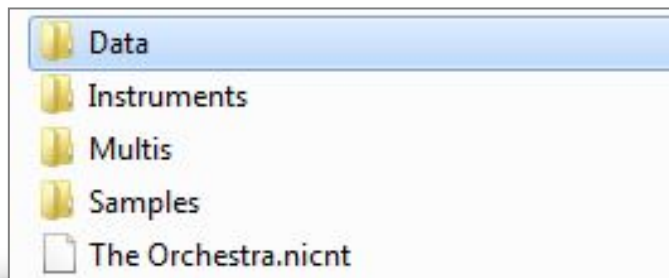 Data
Instruments
Multis
Samples
The Orchestra.nicnt